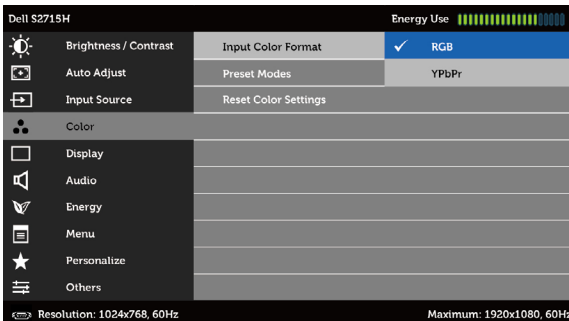 Dell S2715H Energy Use
Brightness / Contrast Input Color Format RGB
Auto Adjust Preset Modes YPbPr
Input Source Reset Color Settings
Color
Display
Audio
Energy
Menu
Personalize
Others
Resolution: 1024x768, 60Hz Maximum: 1920x1080, 60Hz